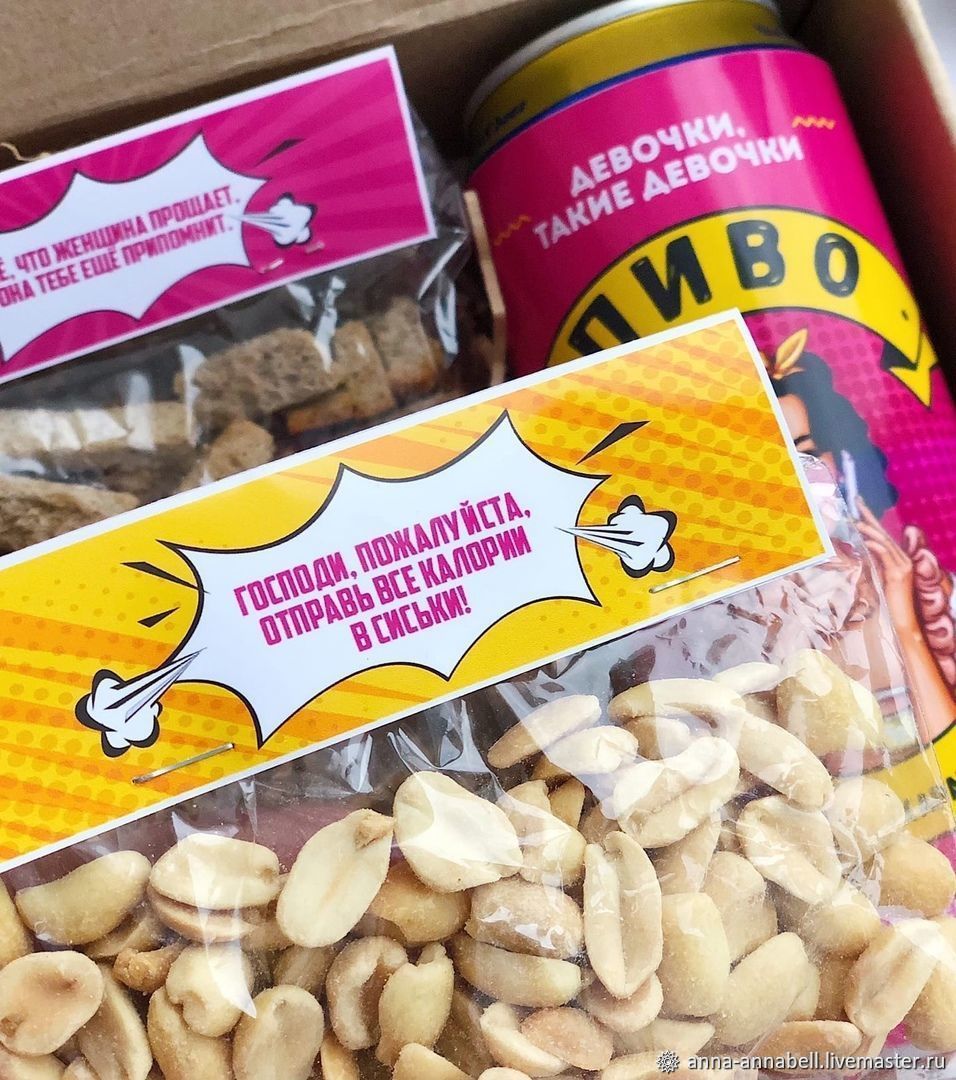 ДЕВОЧКИ,
ТАКИЕ ДЕВОЧКИ
ПИВО
ЧТО ЖЕНЩИНА ПРОЩАЕТ,
ОНА ТЕБЕ ЕЩЁ ПРИПОМНИТ.
ГОСПОДИ, ПОЖАЛУЙСТА,
ОТПРАВЬ ВСЕ КАЛОРИИ
В СИСЬКИ!
anna-annabell.livemaster.ru